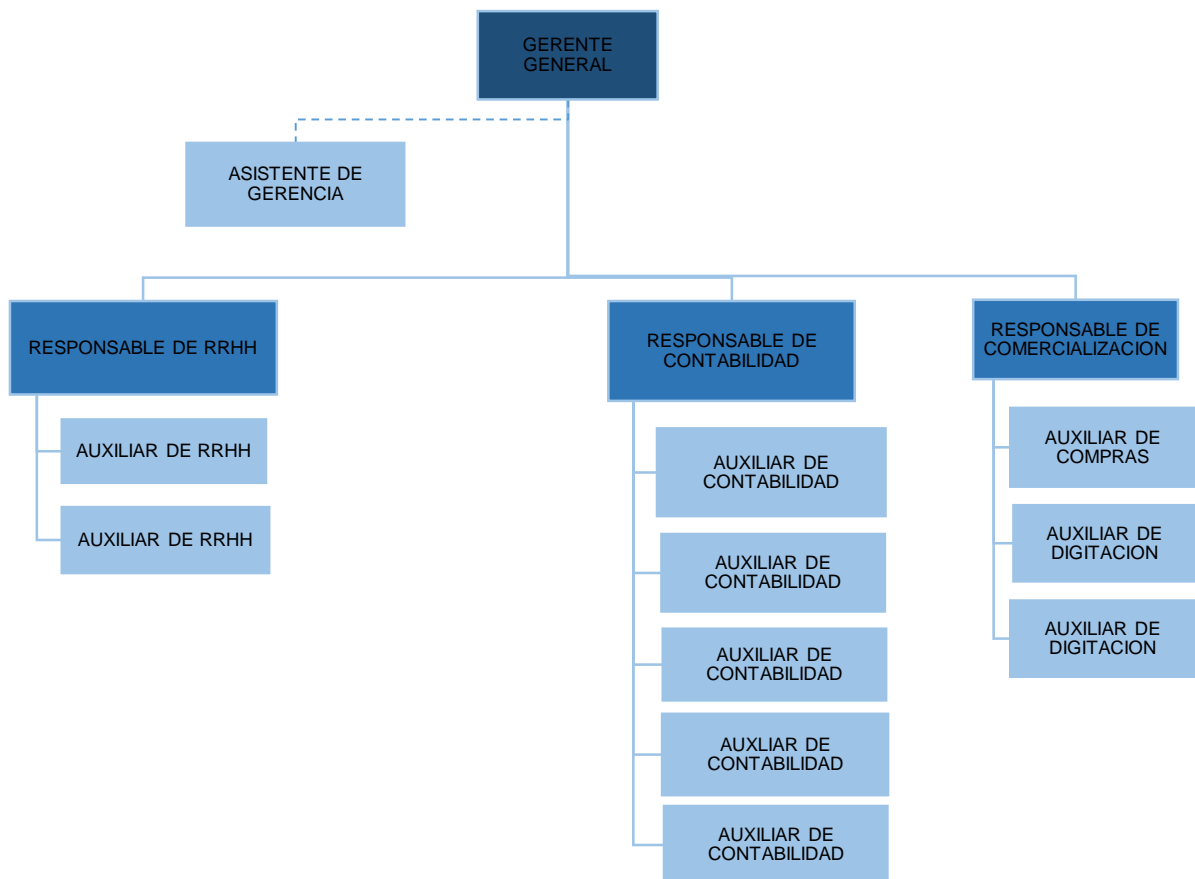 GERENTE
GENERAL
ASISTENTE DE
GERENCIA
RESPONSABLE DE RRHH
AUXILIAR DE RRHH
AUXILIAR DE RRHH
RESPONSABLE DE
CONTABILIDAD
AUXILIAR DE
CONTABILIDAD
AUXILIAR DE
CONTABILIDAD
AUXILIAR DE
CONTABILIDAD
AUXLIAR DE
CONTABILIDAD
AUXILIAR DE
CONTABILIDAD
RESPONSABLE DE
COMERCIALIZACION
AUXILIAR DE
COMPRAS
AUXILIAR DE
DIGITACION
AUXILIAR DE
DIGITACION